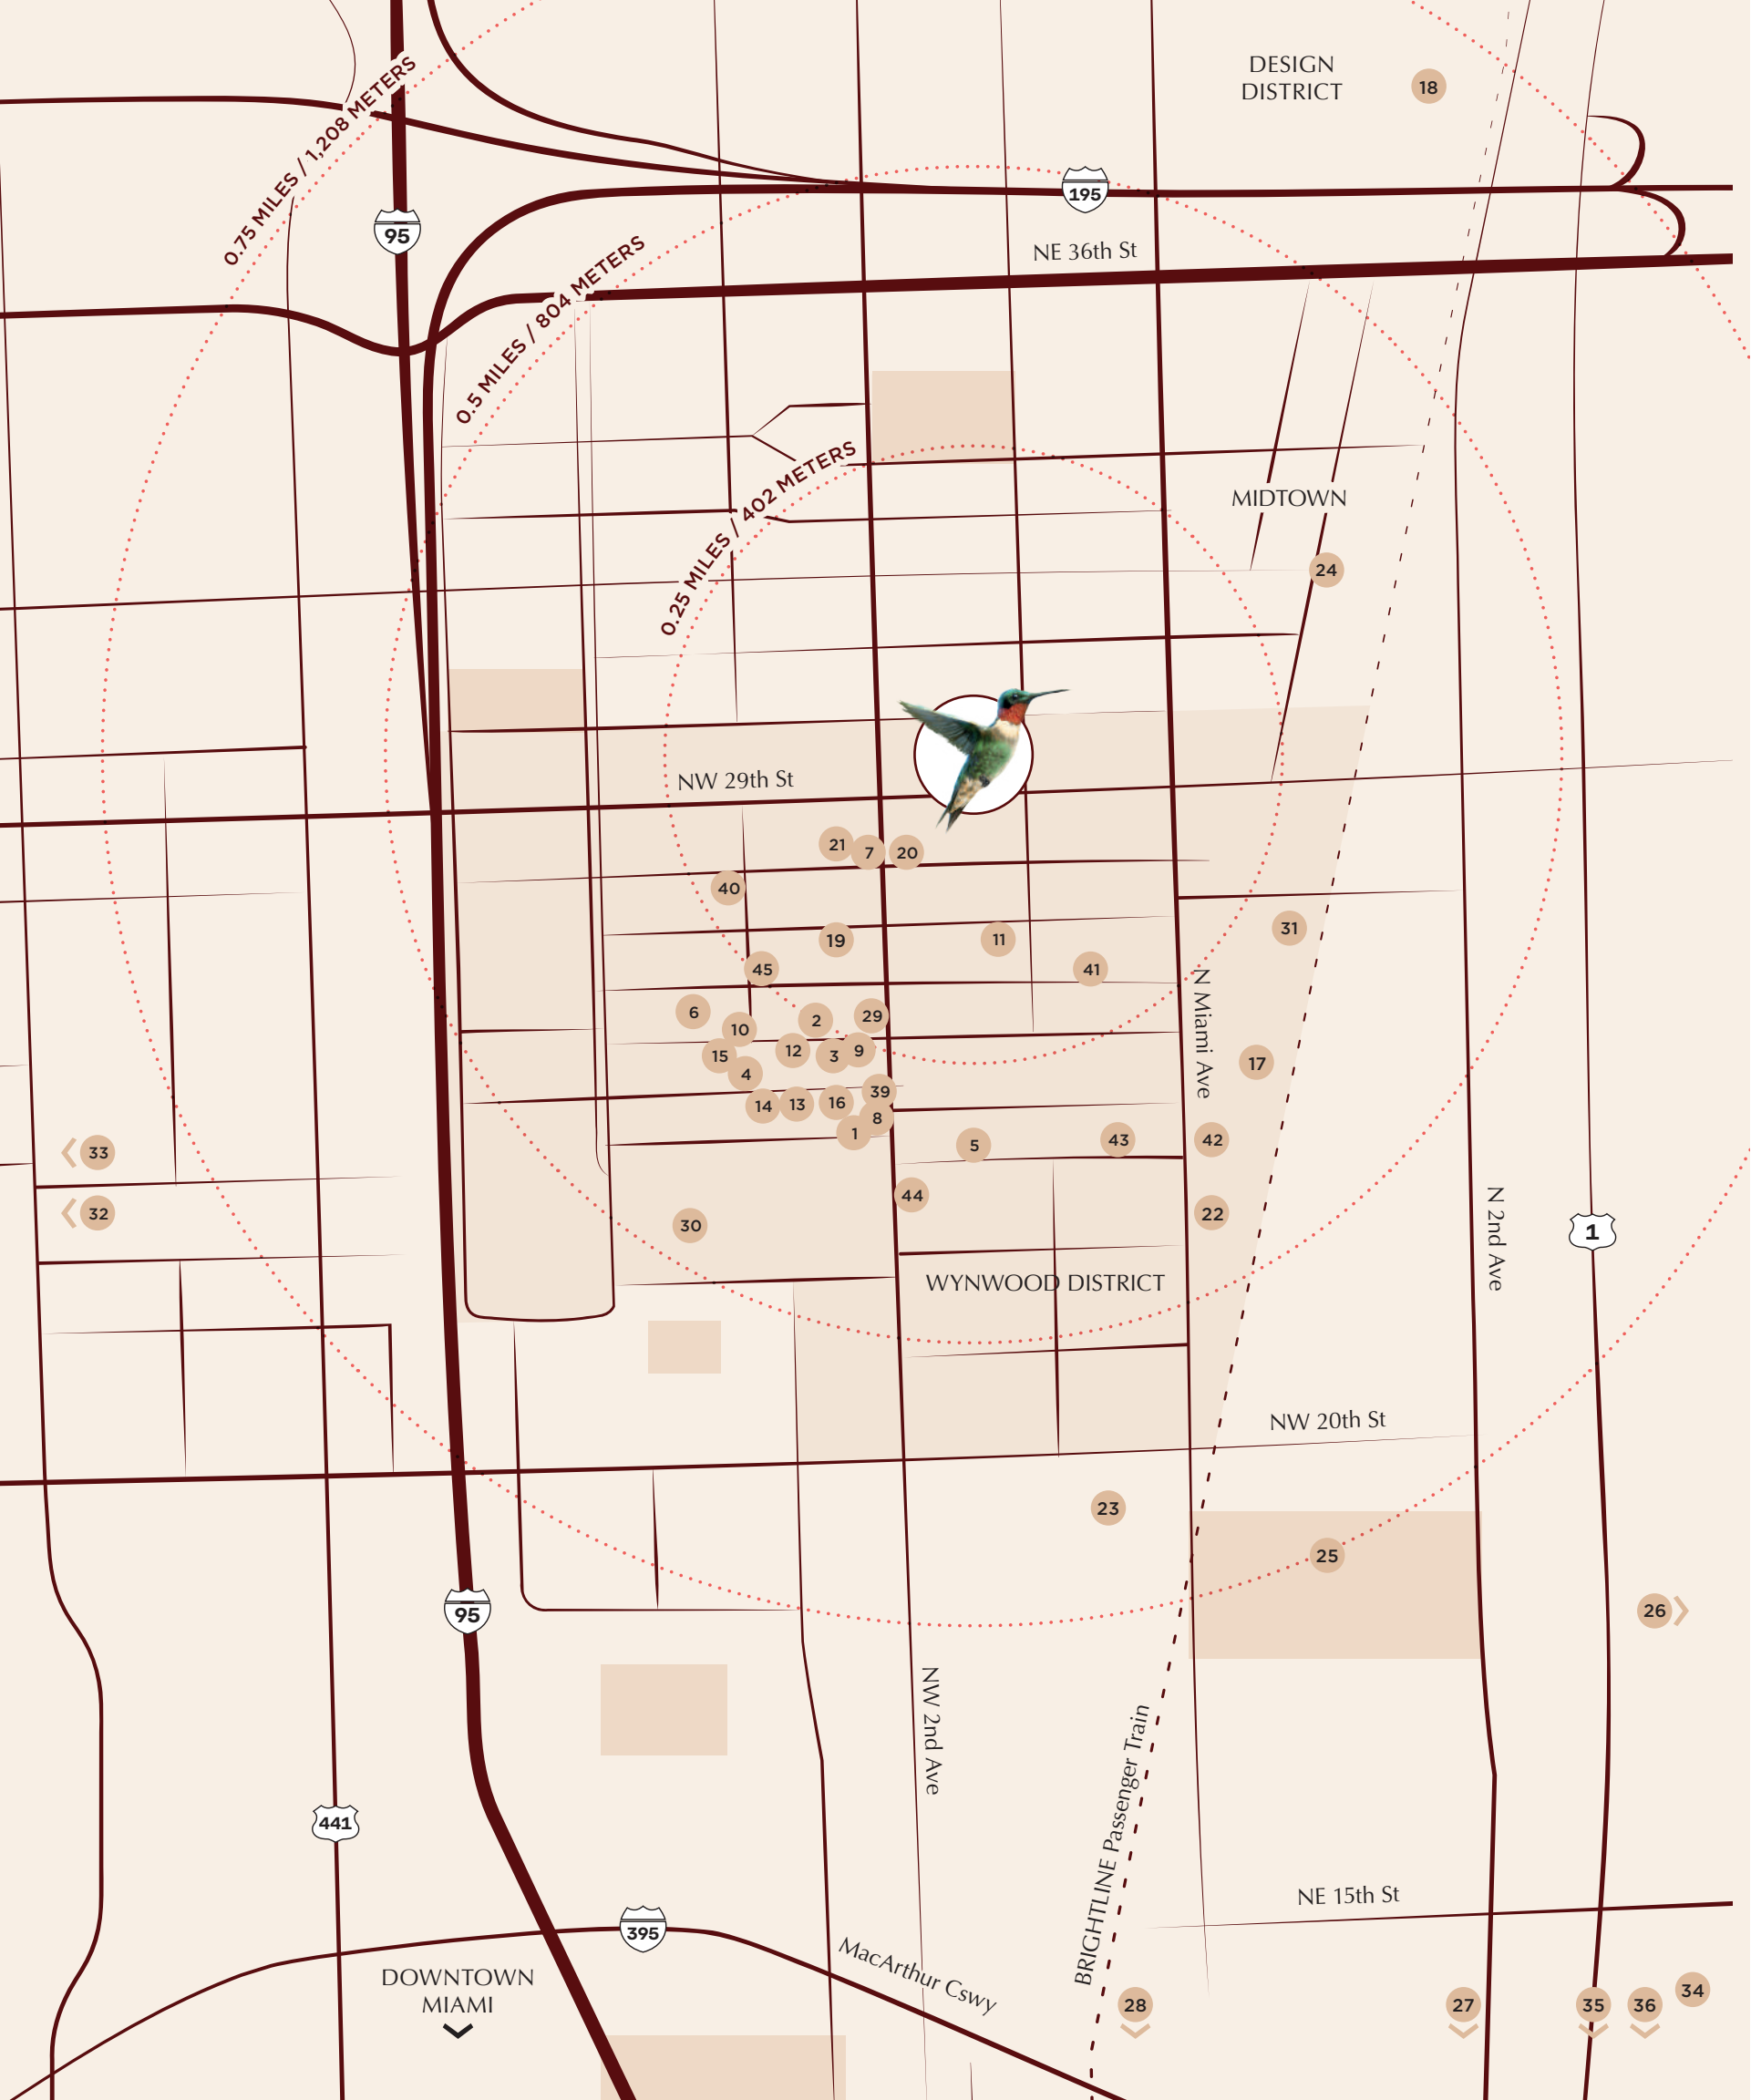 DESIGN
DISTRICT
18
0.75 MILES / 1,208 METERS
195
95
NE 36th St
0.5 MILES / 804 METERS
0.25 MILES / 402 METERS
MIDTOWN
24
NW 29th St
21
7
20
40
31
19
11
45
41
6
10
2
29
N Miami Ave
15
12
3
9
17
4
39
14
13
16
8
1
5
43
42
33
44
32
30
22
N 2nd Ave
1
WYNWOOD DISTRICT
NW 20th St
23
25
95
26
NW 2nd Ave
BRIGHTLINE Passenger Train
441
NE 15th St
395
MacArthur Cswy
DOWNTOWN
MIAMI
28
27
35
36
34